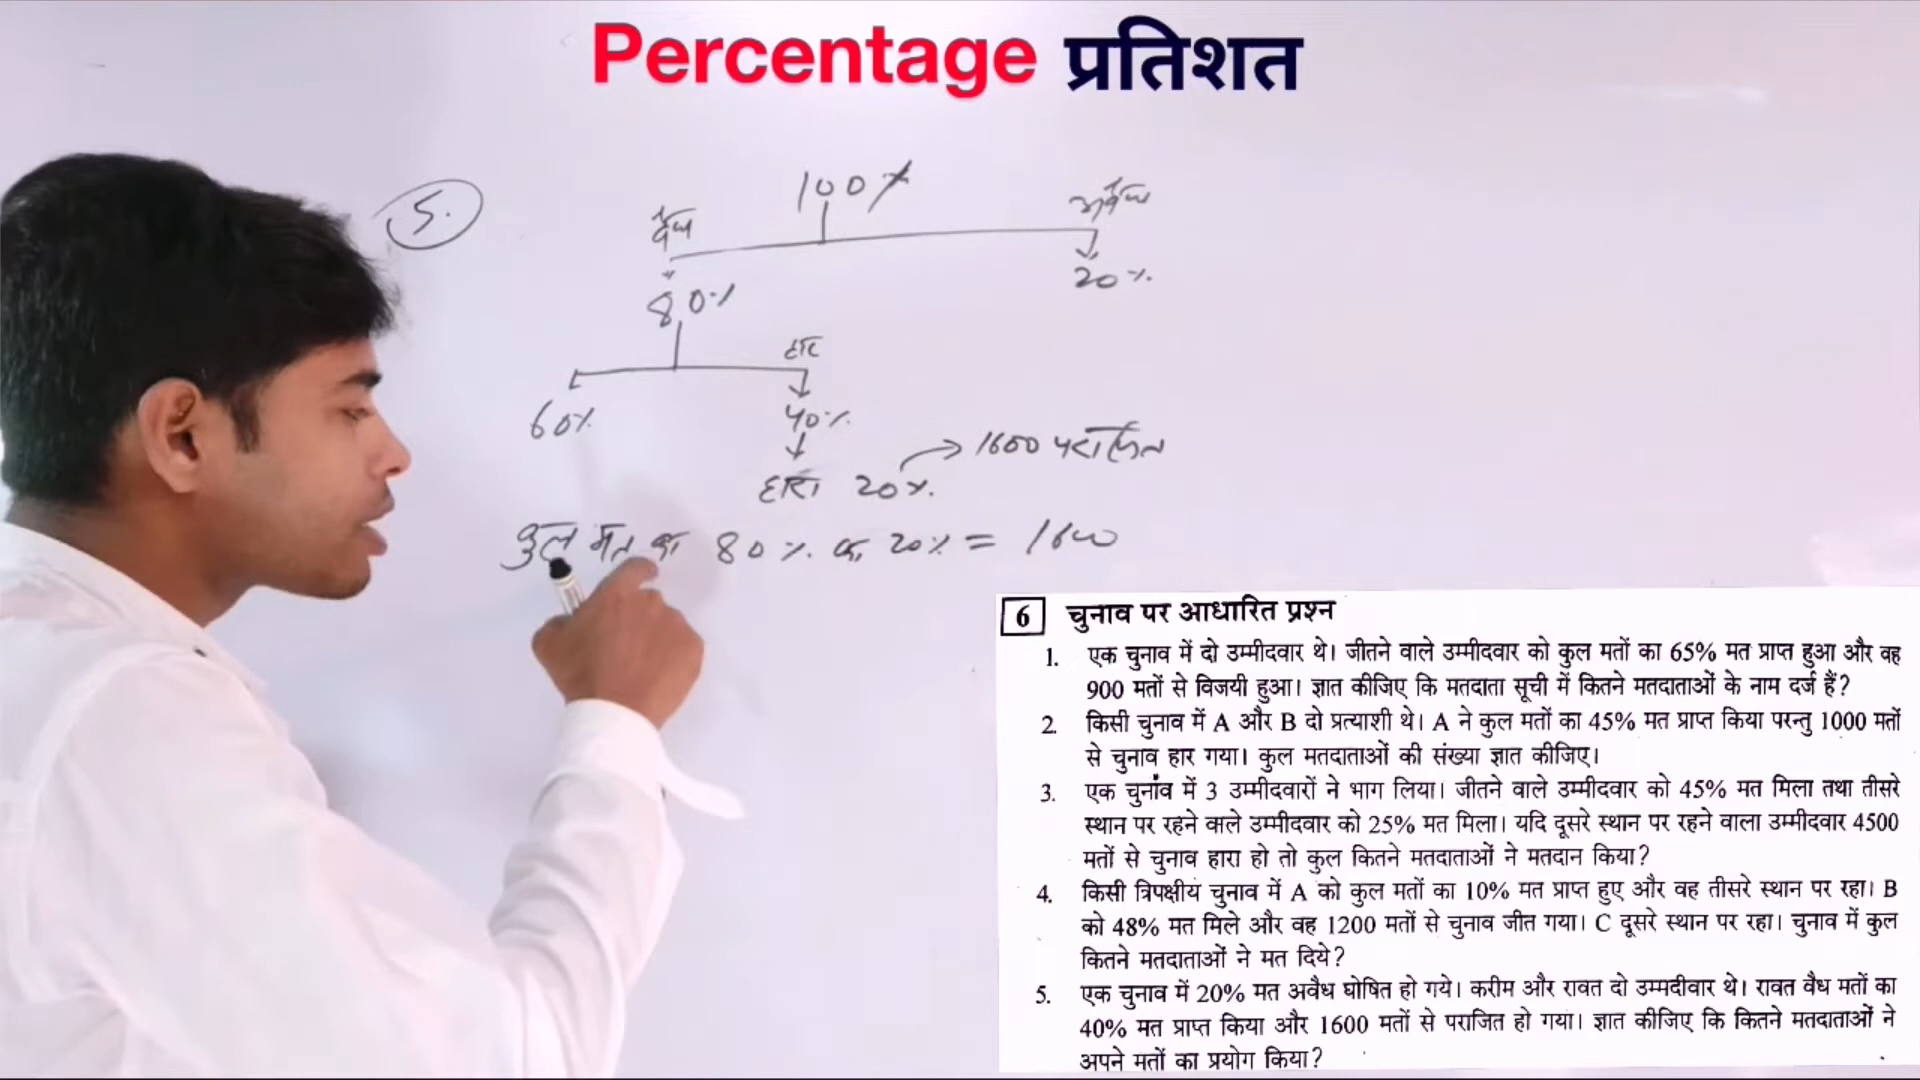 Percentage प्रतिशत
5.
100%
वैध
अवैध
80%
20%
हार
60%
40%
1600 पराजित
हारा 20%
कुल मत का 80% का 20% = 1600
6 चुनाव पर आधारित प्रश्न
1. एक चुनाव में दो उम्मीदवार थे। जीतने वाले उम्मीदवार को कुल मतों का 65% मत प्राप्त हुआ और वह
900 मतों से विजयी हुआ। ज्ञात कीजिए कि मतदाता सूची में कितने मतदाताओं के नाम दर्ज हैं?
2. किसी चुनाव में A और B दो प्रत्याशी थे। A ने कुल मतों का 45% मत प्राप्त किया परन्तु 1000 मतों
से चुनाव हार गया। कुल मतदाताओं की संख्या ज्ञात कीजिए।
3. एक चुनांव में 3 उम्मीदवारों ने भाग लिया। जीतने वाले उम्मीदवार को 45% मत मिला तथा तीसरे
स्थान पर रहने वाले उम्मीदवार को 25% मत मिला। यदि दूसरे स्थान पर रहने वाला उम्मीदवार 4500
मतों से चुनाव हारा हो तो कुल कितने मतदाताओं ने मतदान किया?
4. किसी त्रिपक्षीय चुनाव में A को कुल मतों का 10% मत प्राप्त हुए और वह तीसरे स्थान पर रहा। B
को 48% मत मिले और वह 1200 मतों से चुनाव जीत गया। C दूसरे स्थान पर रहा। चुनाव में कुल
कितने मतदाताओं ने मत दिये?
5. एक चुनाव में 20% मत अवैध घोषित हो गये। करीम और रावत दो उम्मदीवार थे। रावत वैध मतों का
40% मत प्राप्त किया और 1600 मतों से पराजित हो गया। ज्ञात कीजिए कि कितने मतदाताओं ने
अपने मतों का प्रयोग किया?